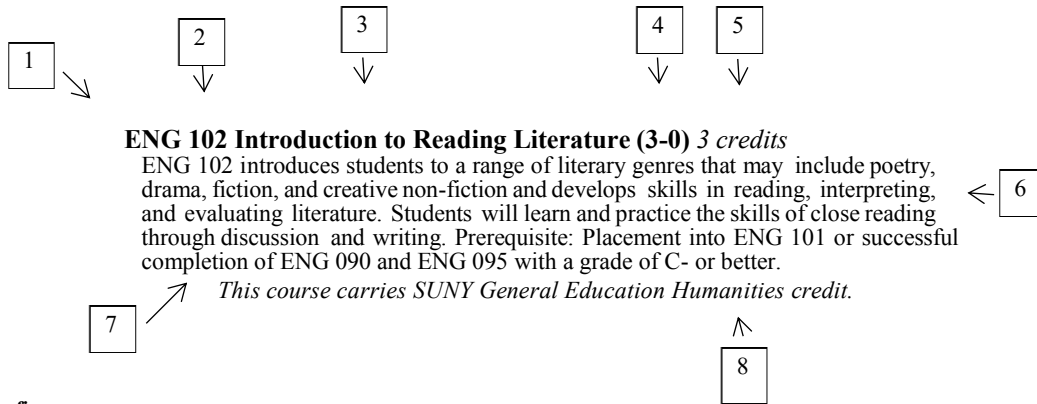 1
2
3
4
5
ENG 102 Introduction to Reading Literature (3-0) 3 credits
ENG 102 introduces students to a range of literary genres that may include poetry,
drama, fiction, and creative non-fiction and develops skills in reading, interpreting,
6
and evaluating literature. Students will learn and practice the skills of close reading
through discussion and writing. Prerequisite: Placement into ENG 101 or successful
completion of ENG 090 and ENG 095 with a grade of C- or better.
This course carries SUNY General Education Humanities credit.
7
8